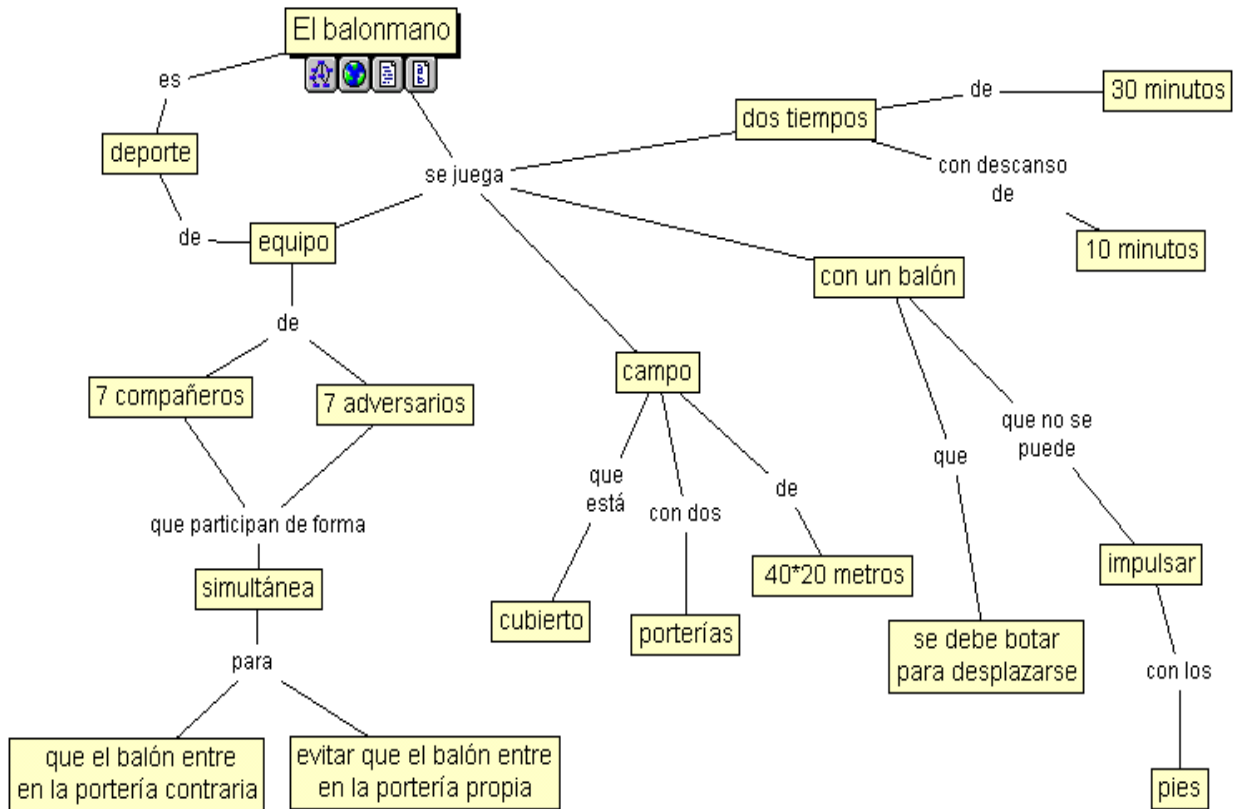 El balonmano
es
de
30 minutos
dos tiempos
deporte
con descanso
de
se juega
de
equipo
10 minutos
con un balón
de
campo
7 compañeros
7 adversarios
que no se
puede
que
que
está
de
con dos
que participan de forma
impulsar
40*20 metros
simultánea
cubierto
porterías
se debe botar
para desplazarse
para
con los
que el balón entre
en la portería contraria
evitar que el balón entre
en la portería propia
pies